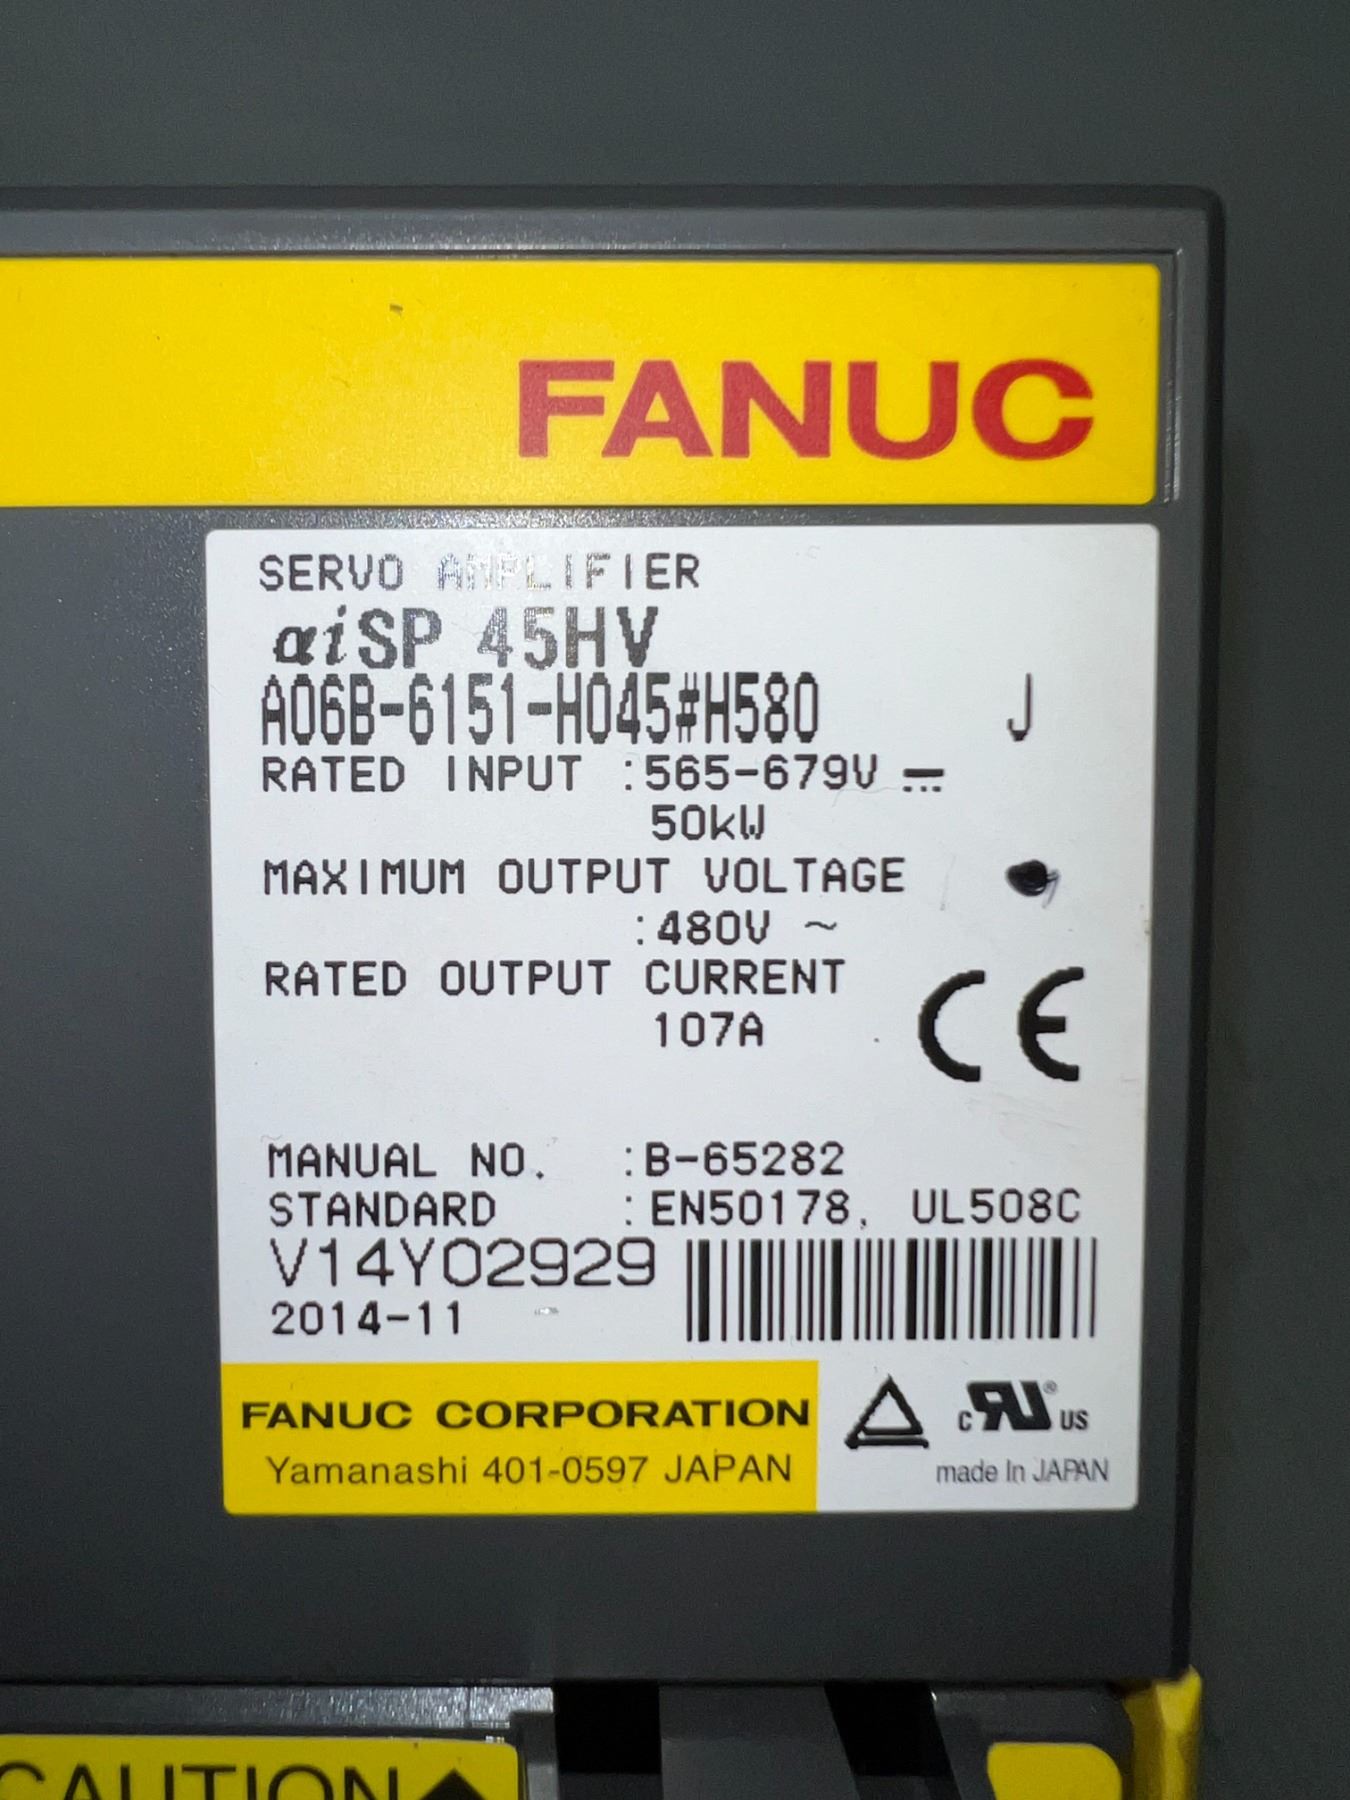 FANUC
SERVO AMPLIFIER
αiSP 45HV
A06B-6151-H045#H580 J
RATED INPUT :565-679V ⎓
50kW
MAXIMUM OUTPUT VOLTAGE
:480V ~
RATED OUTPUT CURRENT
107A
CE
MANUAL NO. :B-65282
STANDARD :EN50178, UL508C
V14Y02929
2014-11
FANUC CORPORATION
Yamanashi 401-0597 JAPAN
c RU ® US
made In JAPAN
CAUTION